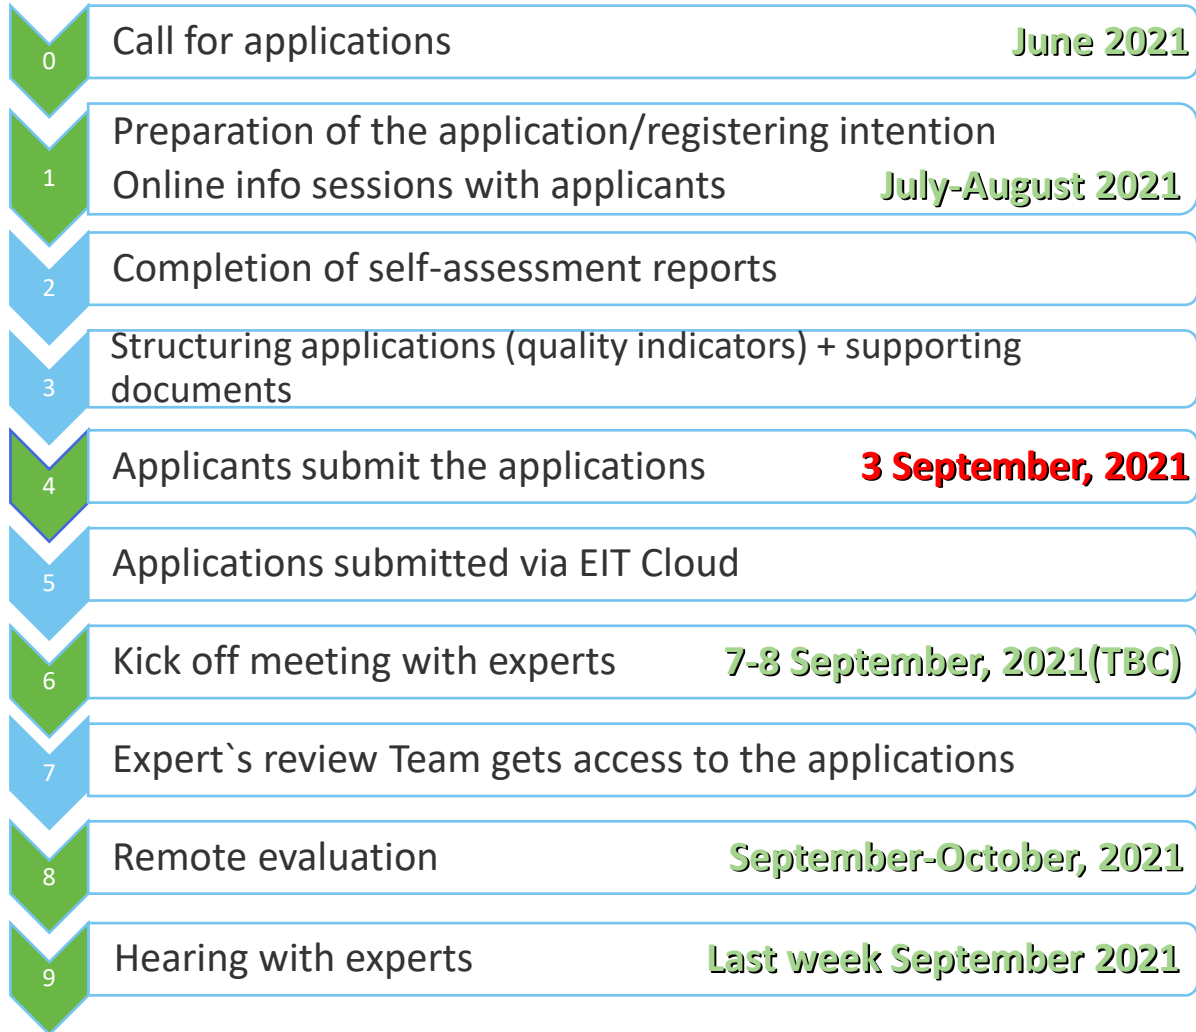 0
Call for applications June 2021
Preparation of the application/registering intention
1
Online info sessions with applicants July-August 2021
2
Completion of self-assessment reports
Structuring applications (quality indicators) + supporting
3
documents
4
Applicants submit the applications 3 September, 2021
5
Applications submitted via EIT Cloud
6
Kick off meeting with experts 7-8 September, 2021(TBC)
7
Expert`s review Team gets access to the applications
8
Remote evaluation September-October, 2021
9
Hearing with experts Last week September 2021